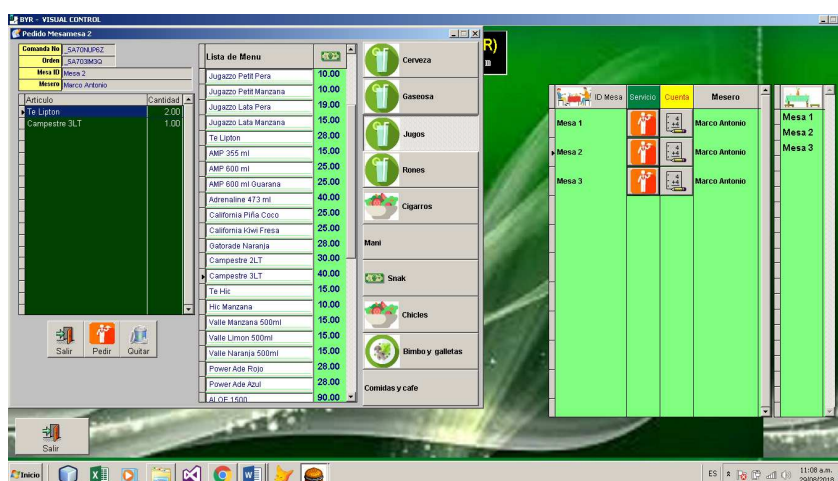 BYR - VISUAL CONTROL
Pedido Mesamesa 2
Comanda No _5A70NUP6Z
Orden _5A703IM3Q
Mesa ID Mesa 2
Mesero Marco Antonio
Articulo Cantidad
Te Lipton 2.00
Campestre 3LT 1.00
Salir Pedir Quitar
Lista de Menu
Jugazzo Petit Pera 10.00
Jugazzo Petit Manzana 10.00
Jugazzo Lata Pera 19.00
Jugazzo Lata Manzana 15.00
Te Lipton 28.00
AMP 355 ml 15.00
AMP 600 ml 25.00
AMP 600 ml Guarana 25.00
Adrenaline 473 ml 40.00
California Piña Coco 25.00
California Kiwi Fresa 25.00
Gatorade Naranja 28.00
Campestre 2LT 30.00
Campestre 3LT 40.00
Te Hic 15.00
Hic Manzana 10.00
Valle Manzana 500ml 15.00
Valle Limon 500ml 15.00
Valle Naranja 500ml 15.00
Power Ade Rojo 28.00
Power Ade Azul 28.00
ALOE 1500 90.00
Cerveza
Gaseosa
Jugos
Rones
Cigarros
Mani
Snak
Chicles
Bimbo y galletas
Comidas y cafe
R)
ID Mesa Servicio Cuenta Mesero
Mesa 1 Marco Antonio
Mesa 2 Marco Antonio
Mesa 3 Marco Antonio
Mesa 1
Mesa 2
Mesa 3
Salir
Inicio
ES
11:08 a.m.
29/08/2018